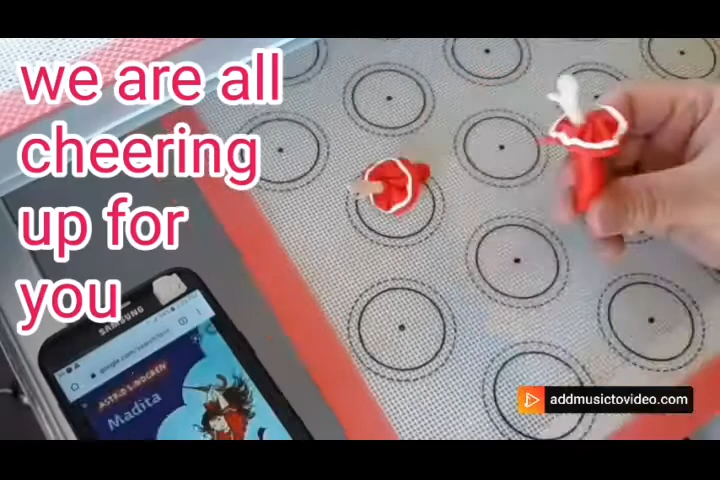 we are all
cheering
up for
you
SAMSUNG
ASTRID LINDGREN
Madita
addmusictovideo.com